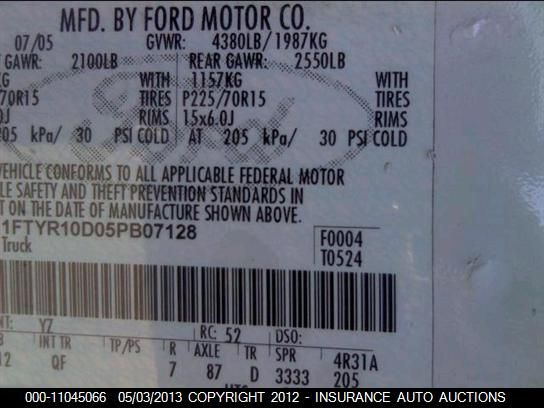 MFD. BY FORD MOTOR CO.
07/05 GVWR: 4380LB/ 1987KG
GAWR: 2100LB REAR GAWR: 2550LB
WITH 1157KG WITH
/70R15 TIRES P225/70R15 TIRES
RIMS 15x6.0J RIMS
205 kPa/ 30 PSI COLD AT 205 kPa/ 30 PSI COLD
VEHICLE CONFORMS TO ALL APPLICABLE FEDERAL MOTOR
LE SAFETY AND THEFT PREVENTION STANDARDS IN
T ON THE DATE OF MANUFACTURE SHOWN ABOVE.
1FTYR10D05PB07128 F0004
Truck T0524
Ford
NT: YZ RC: 52 DSO:
INT TR TP/PS R AXLE TR SPR 4R31A
12 QF 7 87 D 3333 205
000-11045066 05/03/2013 COPYRIGHT 2012 - INSURANCE AUTO AUCTIONS